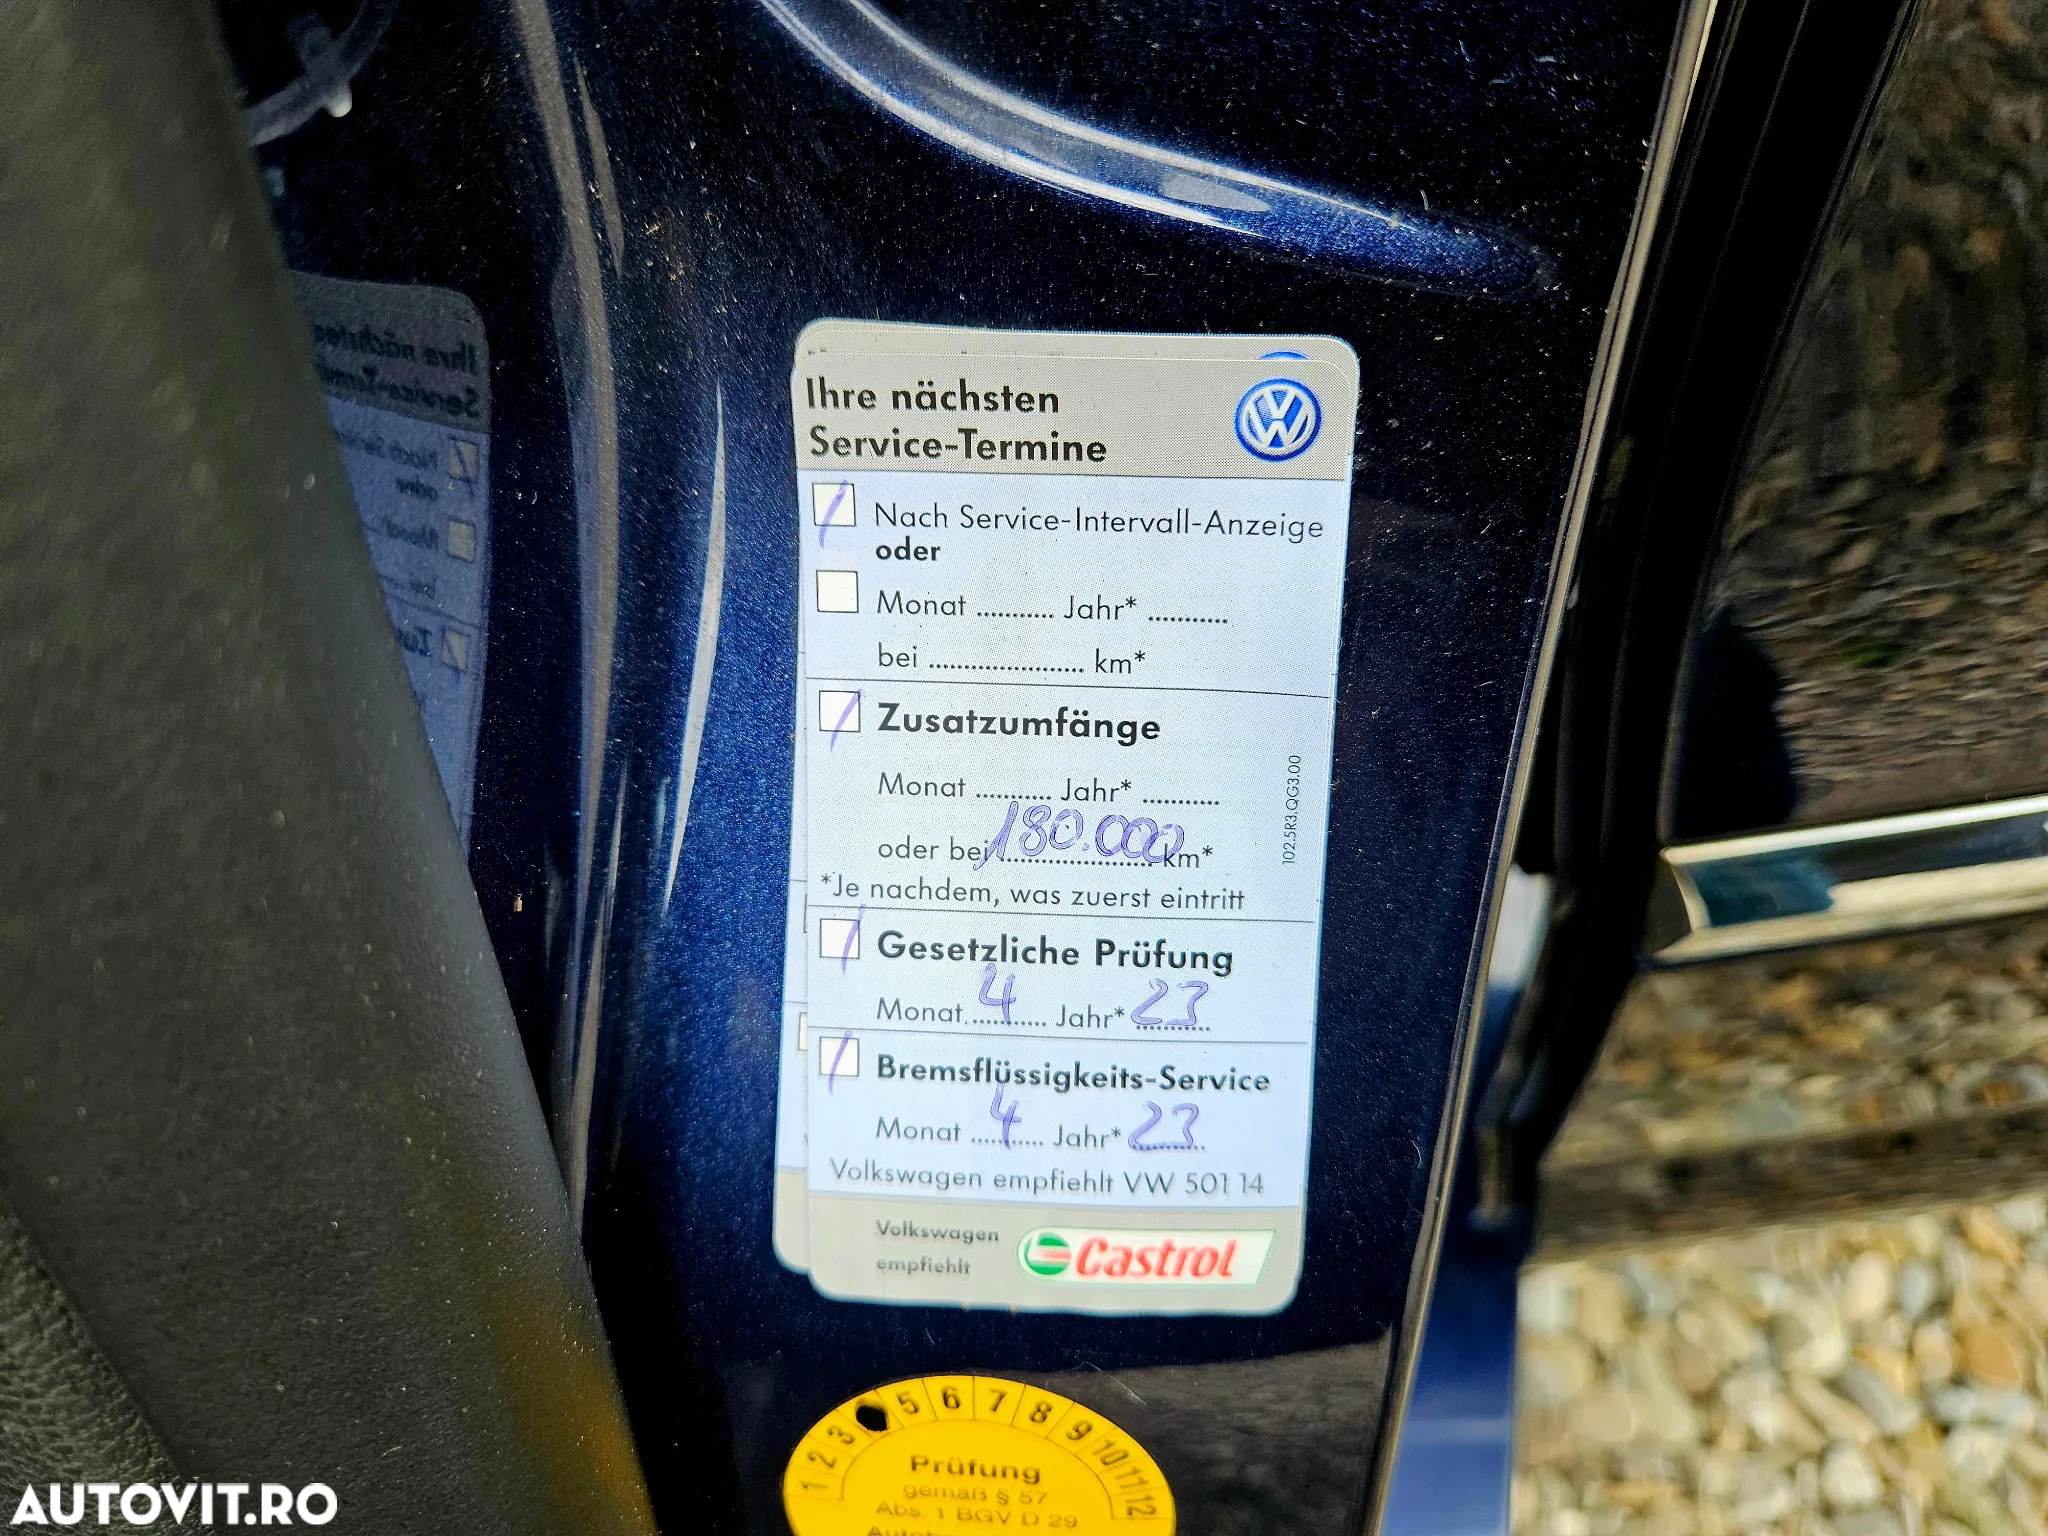 Ihre nächsten
Service-Termine
Nach Service-Intervall-Anzeige
oder
Monat ........... Jahr* ...........
bei ...................... km*
Zusatzumfänge
Monat ........... Jahr* ...........
oder bei 180.000 km*
*Je nachdem, was zuerst eintritt
102.5R3.QG3.00
Gesetzliche Prüfung
Monat 4 Jahr* 23
Bremsflüssigkeits-Service
Monat 4 Jahr* 23
Volkswagen empfiehlt VW 501 14
Volkswagen
empfiehlt
Castrol
1 2 3 5 6 7 8 9 10 11 12
Prüfung
gemäß § 57
Abs. 1 BGV D 29
AUTOVIT.RO